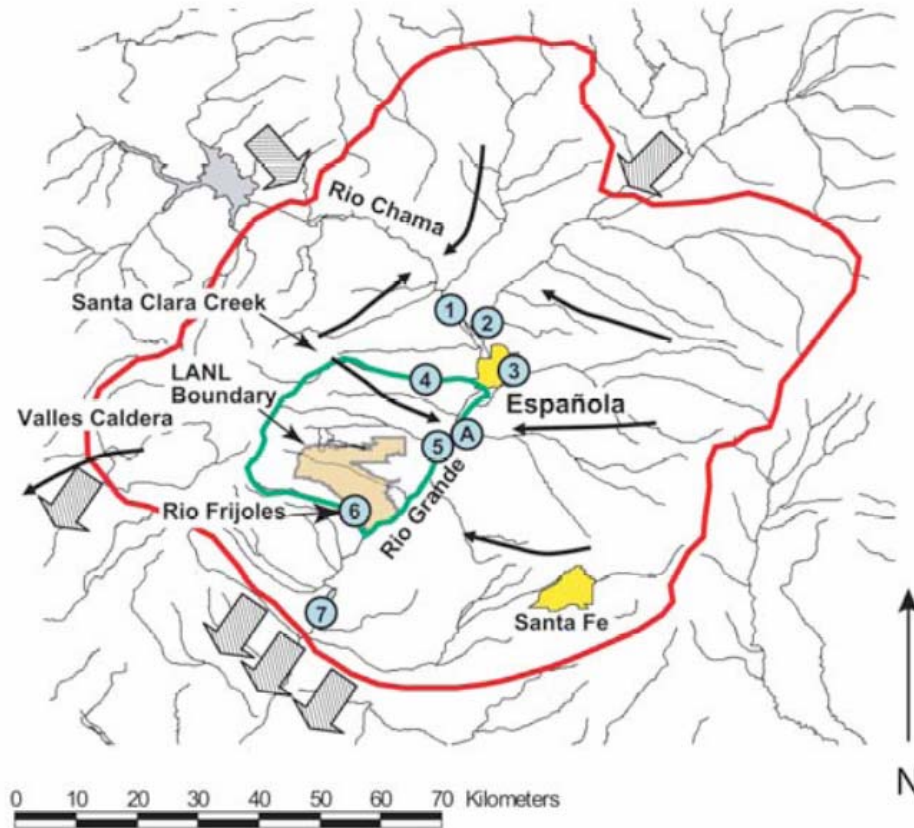 Rio Chama
Santa Clara Creek
1
2
LANL
Boundary
4
3
Española
Valles Caldera
5
A
Rio Frijoles
6
Rio Grande
7
Santa Fe
N
0 10 20 30 40 50 60 70 Kilometers